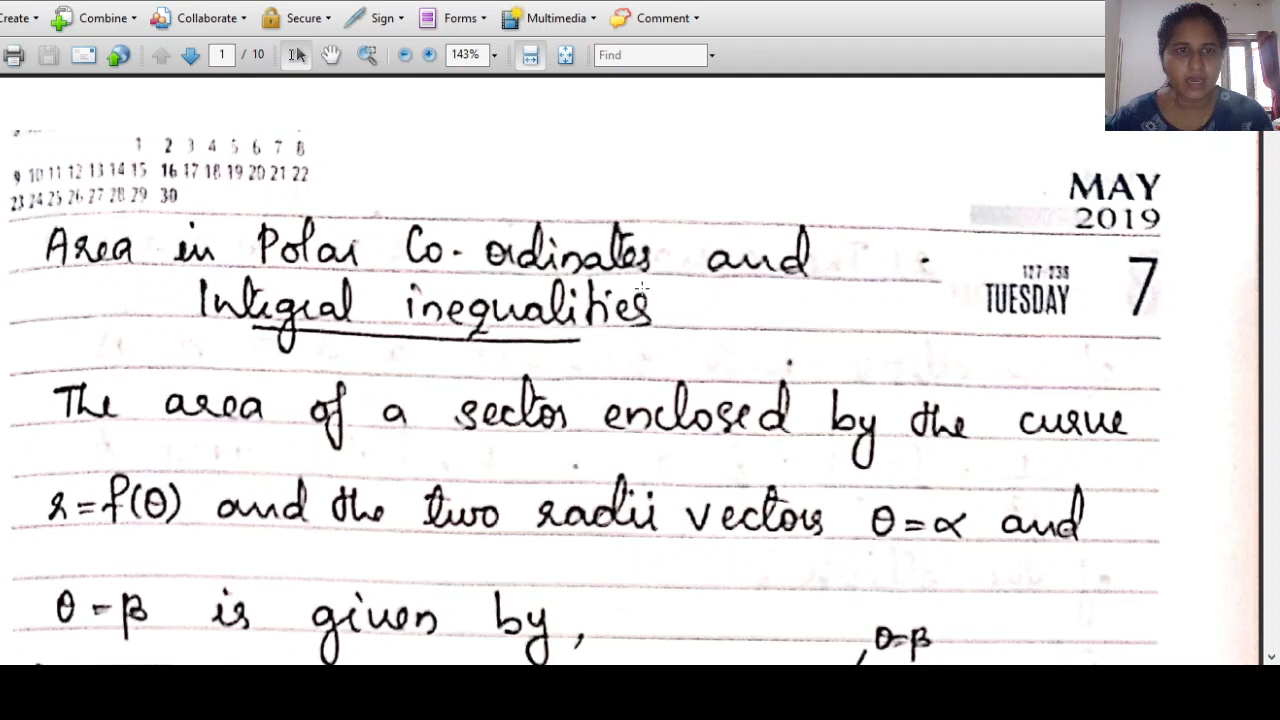 Create Combine Collaborate Secure Sign Forms Multimedia Comment
1 / 10 143% Find
1 2 3 4 5 6 7 8
9 10 11 12 13 14 15 16 17 18 19 20 21 22
23 24 25 26 27 28 29 30
MAY
2019
127-238
TUESDAY 7
Area in Polar Co-ordinates and
Integral inequalities
The area of a sector enclosed by the curve
r=f(θ) and the two radii vectors θ=α and
θ=β is given by,
θ=β